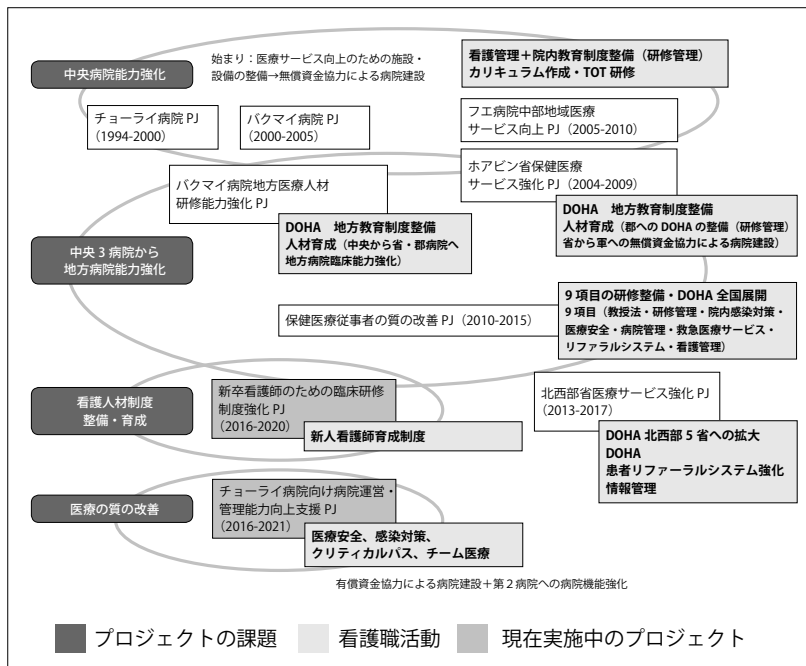 中央病院能力強化
始まり：医療サービス向上のための施設・
設備の整備→無償資金協力による病院建設
看護管理＋院内教育制度整備（研修管理）
カリキュラム作成・TOT 研修
チョーライ病院 PJ
（1994-2000）
バクマイ病院 PJ
（2000-2005）
フエ病院中部地域医療
サービス向上 PJ（2005-2010）
ホアビン省保健医療
サービス強化 PJ（2004-2009）
バクマイ病院地方医療人材
研修能力強化 PJ
DOHA　地方教育制度整備
人材育成（中央から省・郡病院へ
地方病院臨床能力強化）
DOHA　地方教育制度整備
人材育成（郡への DOHA の整備（研修管理）
省から軍への無償資金協力による病院建設）
中央 3 病院から
地方病院能力強化
9 項目の研修整備・DOHA 全国展開
9 項目（教授法・研修管理・院内感染対策・
医療安全・病院管理・救急医療サービス・
リファラルシステム・看護管理）
保健医療従事者の質の改善 PJ（2010-2015）
看護人材制度
整備・育成
新卒看護師のための臨床研修
制度強化 PJ
（2016-2020）
新人看護師育成制度
北西部省医療サービス強化 PJ
（2013-2017）
DOHA 北西部 5 省への拡大
DOHA
患者リファーラルシステム強化
情報管理
医療の質の改善
チョーライ病院向け病院運営・
管理能力向上支援 PJ
（2016-2021）
医療安全、感染対策、
クリティカルパス、チーム医療
有償資金協力による病院建設＋第 2 病院への病院機能強化
プロジェクトの課題
看護職活動
現在実施中のプロジェクト